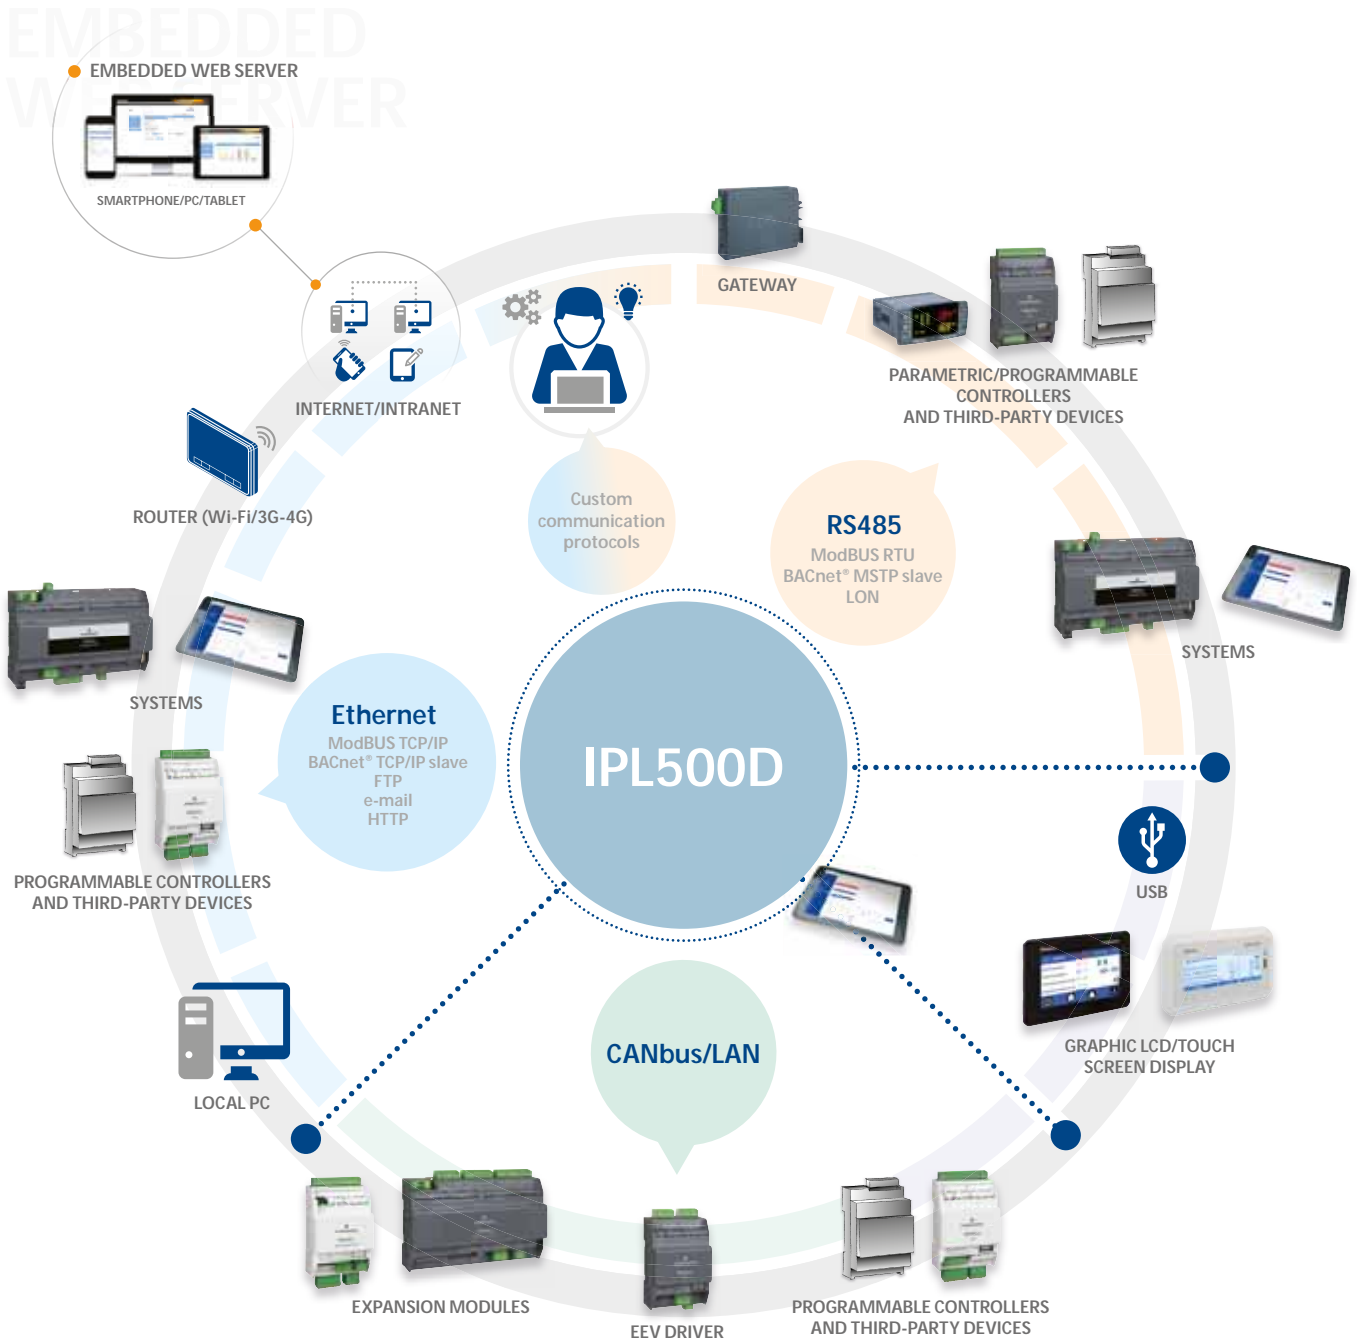 EMBEDDED
WEB SERVER
EMBEDDED WEB SERVER
SMARTPHONE/PC/TABLET
GATEWAY
INTERNET/INTRANET
PARAMETRIC/PROGRAMMABLE
CONTROLLERS
AND THIRD-PARTY DEVICES
ROUTER (Wi-Fi/3G-4G)
Custom
communication
protocols
RS485
ModBUS RTU
BACnet® MSTP slave
LON
SYSTEMS
SYSTEMS
Ethernet
ModBUS TCP/IP
BACnet® TCP/IP slave
FTP
e-mail
HTTP
IPL500D
PROGRAMMABLE CONTROLLERS
AND THIRD-PARTY DEVICES
USB
GRAPHIC LCD/TOUCH
SCREEN DISPLAY
CANbus/LAN
LOCAL PC
EXPANSION MODULES
EEV DRIVER
PROGRAMMABLE CONTROLLERS
AND THIRD-PARTY DEVICES